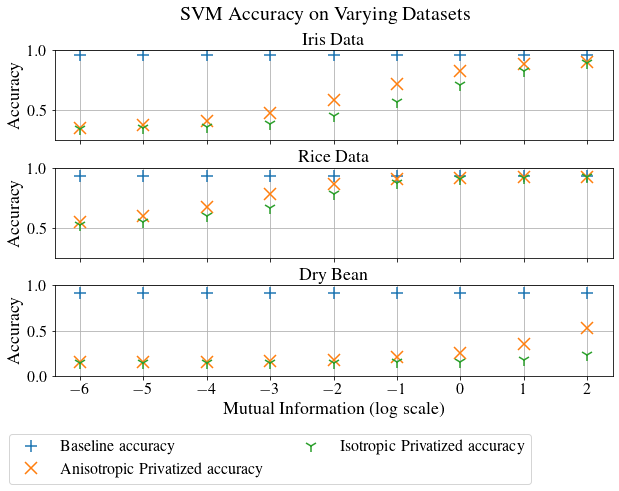 SVM Accuracy on Varying Datasets
Iris Data
1.0
0.5
Accuracy
Rice Data
1.0
0.5
Accuracy
Dry Bean
1.0
0.5
0.0
Accuracy
−6 −5 −4 −3 −2 −1 0 1 2
Mutual Information (log scale)
Baseline accuracy
Anisotropic Privatized accuracy
Isotropic Privatized accuracy